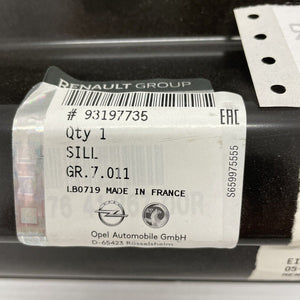 RENAULT GROUP
# 93197735
EAC
Qty 1
SILL
GR.7.011
LB0719 MADE IN FRANCE
S659975555
Opel Automobile GmbH
D-65423 Rüsselsheim